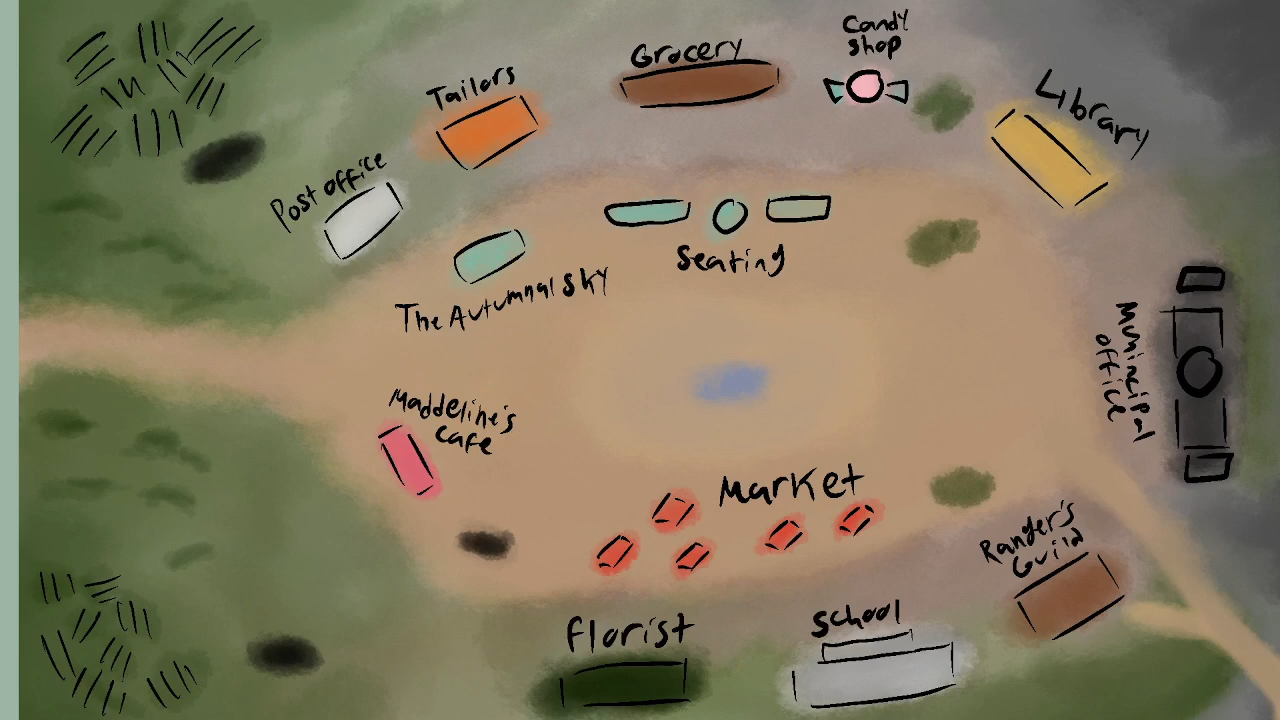 Candy
shop
Grocery
Tailors
Library
Post office
Seating
The Autumnal Sky
Municipal
office
Maddeline's
cafe
Market
Ranger's
Guild
School
florist